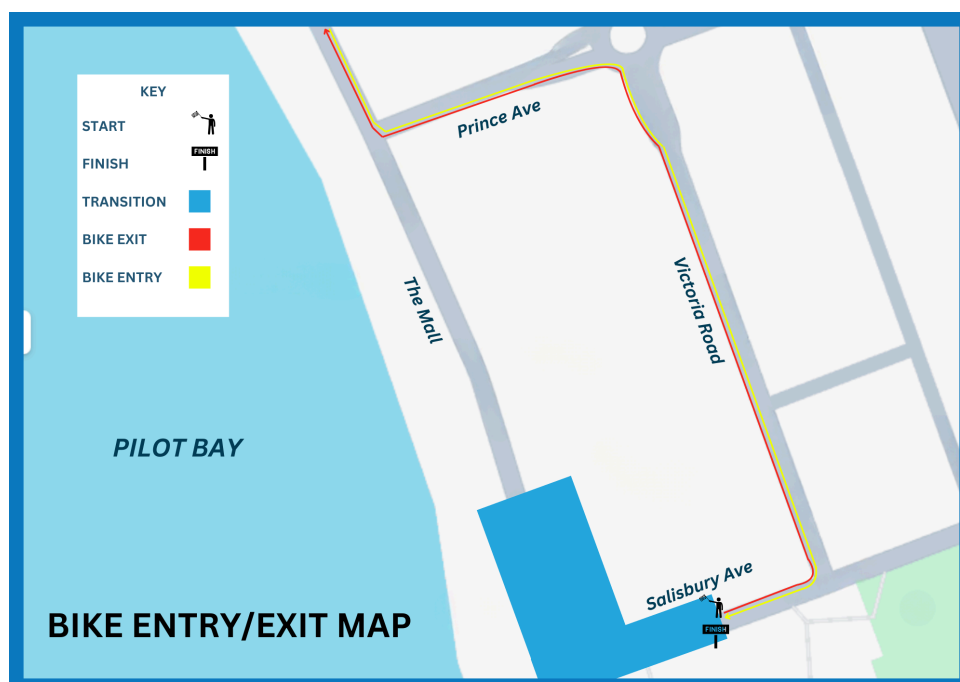 KEY
START
FINISH
FINISH
TRANSITION
BIKE EXIT
BIKE ENTRY
Prince Ave
The Mall
Victoria Road
PILOT BAY
Salisbury Ave
FINISH
BIKE ENTRY/EXIT MAP